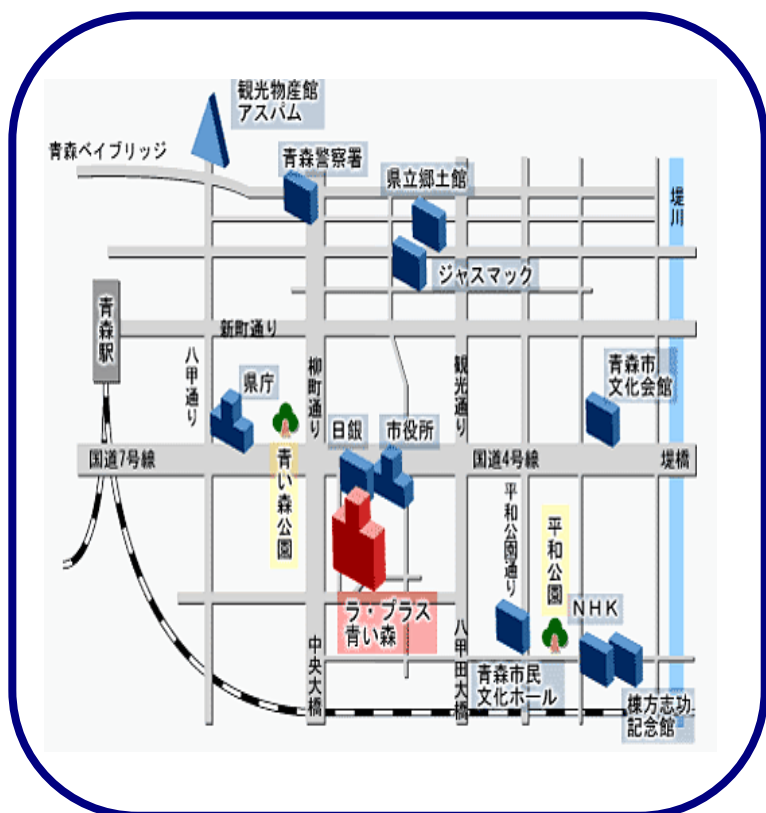 観光物産館
アスパム
青森ベイブリッジ
青森警察署
県立郷土館
堤川
ジャスマック
青森駅
新町通り
八甲通り
県庁
柳町通り
観光通り
青森市
文化会館
日銀
市役所
国道7号線
国道4号線
堤橋
青い森公園
平和公園通り
平和公園
ラ・プラス
青い森
NHK
中央大橋
八甲田大橋
青森市民
文化ホール
棟方志功
記念館